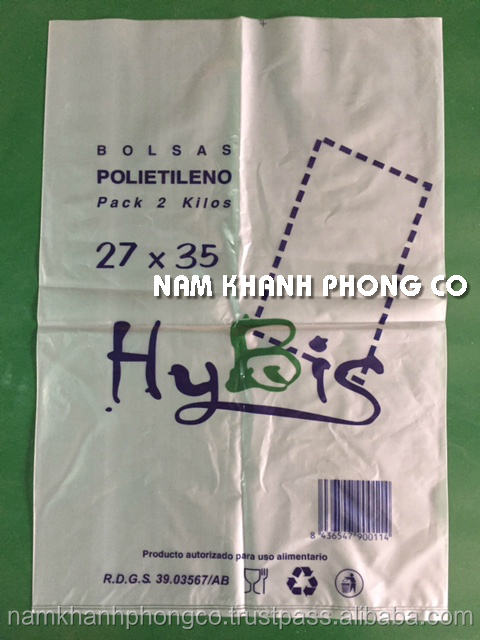 BOLSAS
POLIETILENO
Pack 2 Kilos
27 x 35
NAM KHANH PHONG CO
HyBis
8 436547 900114
Producto autorizado para uso alimentario
R.D.G.S. 39.03567/AB
namkhanhphongco.trustpass.alibaba.com